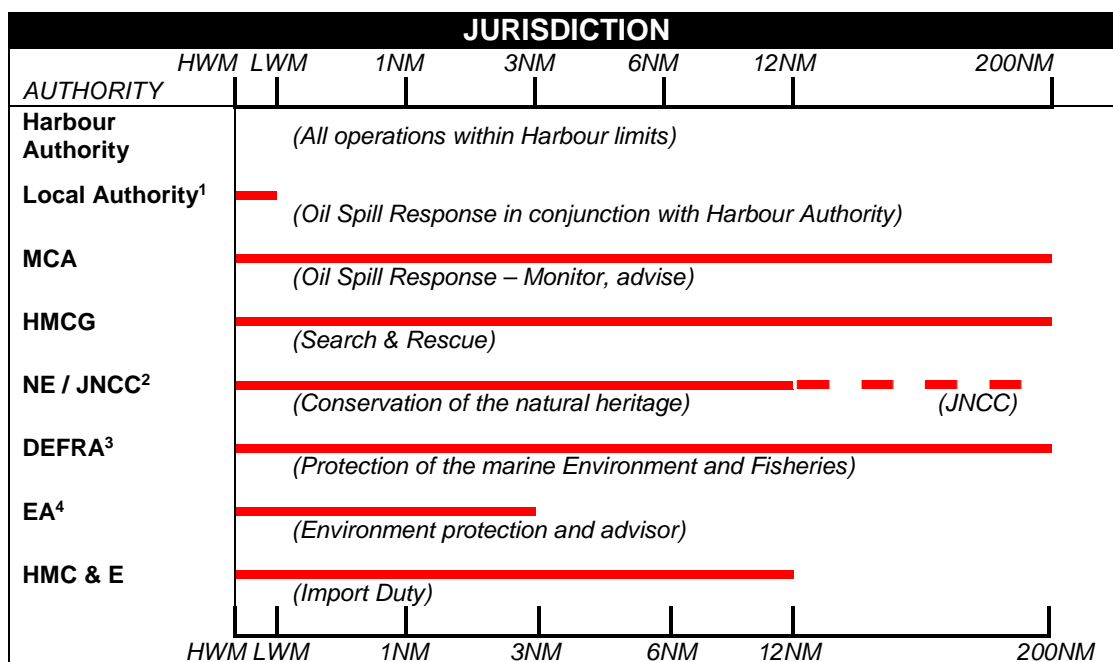 JURISDICTION
HWM LWM 1NM 3NM 6NM 12NM 200NM
AUTHORITY
Harbour
Authority
(All operations within Harbour limits)
Local Authority¹
(Oil Spill Response in conjunction with Harbour Authority)
MCA
(Oil Spill Response – Monitor, advise)
HMCG
(Search & Rescue)
NE / JNCC²
(Conservation of the natural heritage) (JNCC)
DEFRA³
(Protection of the marine Environment and Fisheries)
EA⁴
(Environment protection and advisor)
HMC & E
(Import Duty)
HWM LWM 1NM 3NM 6NM 12NM 200NM